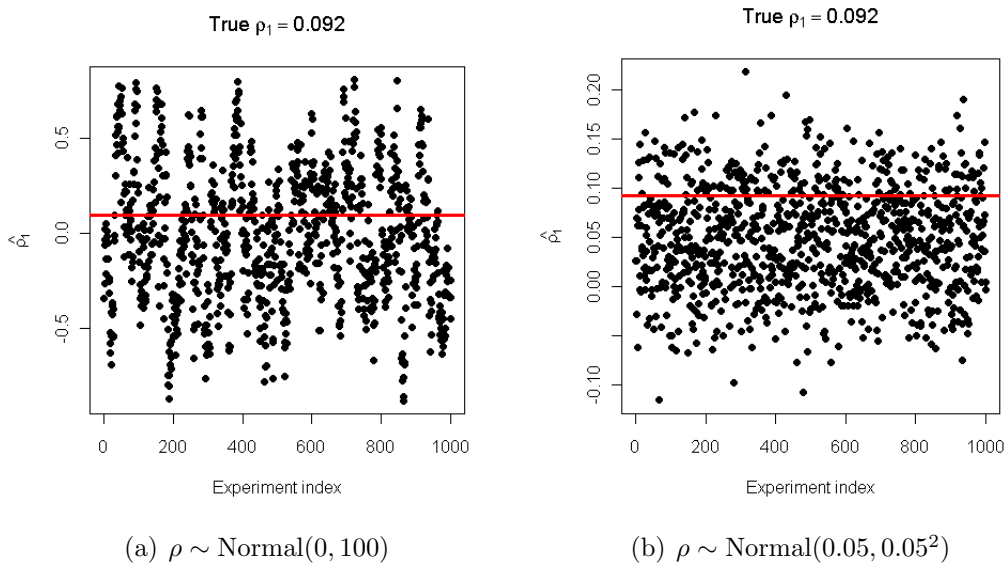 True ρ₁ = 0.092
ρ̂₁
0.5
0.0
-0.5
0 200 400 600 800 1000
Experiment index
(a) ρ ∼ Normal(0, 100)
True ρ₁ = 0.092
ρ̂₁
0.20
0.15
0.10
0.05
0.00
-0.10
0 200 400 600 800 1000
Experiment index
(b) ρ ∼ Normal(0.05, 0.05²)